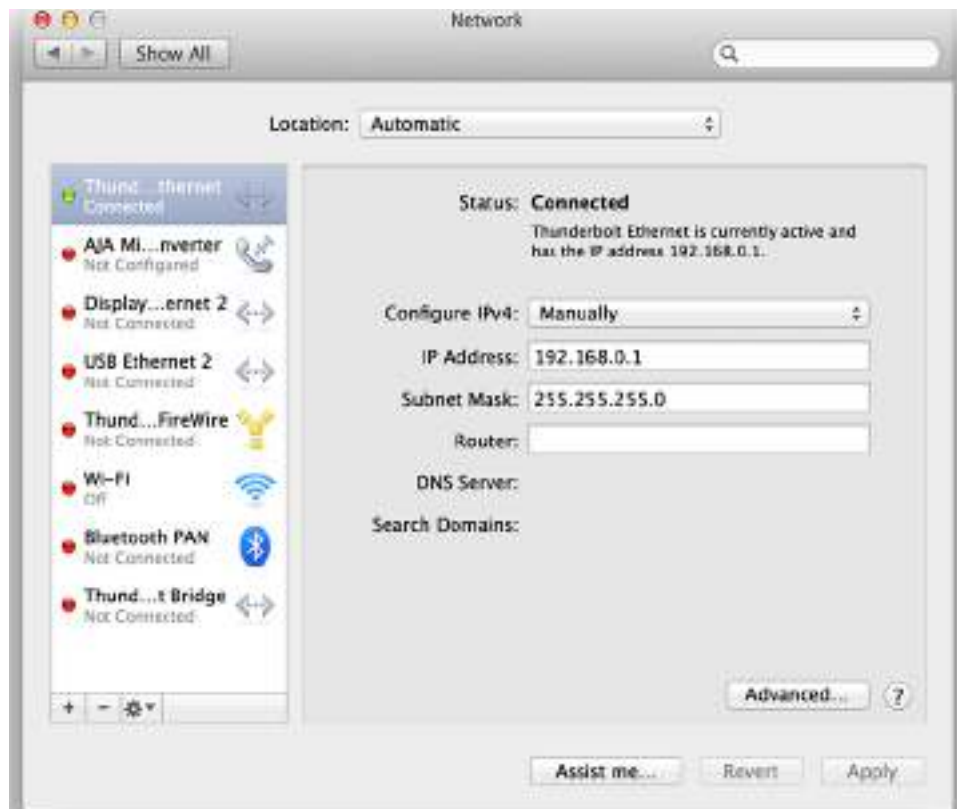 Network
Show All
Location: Automatic
Thund...thernet
Connected
AJA Mi...nverter
Not Configured
Display...ernet 2
Not Connected
USB Ethernet 2
Not Connected
Thund...FireWire
Not Connected
Wi-Fi
Off
Bluetooth PAN
Not Connected
Thund...t Bridge
Not Connected
+ -
Status: Connected
Thunderbolt Ethernet is currently active and
has the IP address 192.168.0.1.
Configure IPv4: Manually
IP Address: 192.168.0.1
Subnet Mask: 255.255.255.0
Router:
DNS Server:
Search Domains:
Advanced... ?
Assist me... Revert Apply